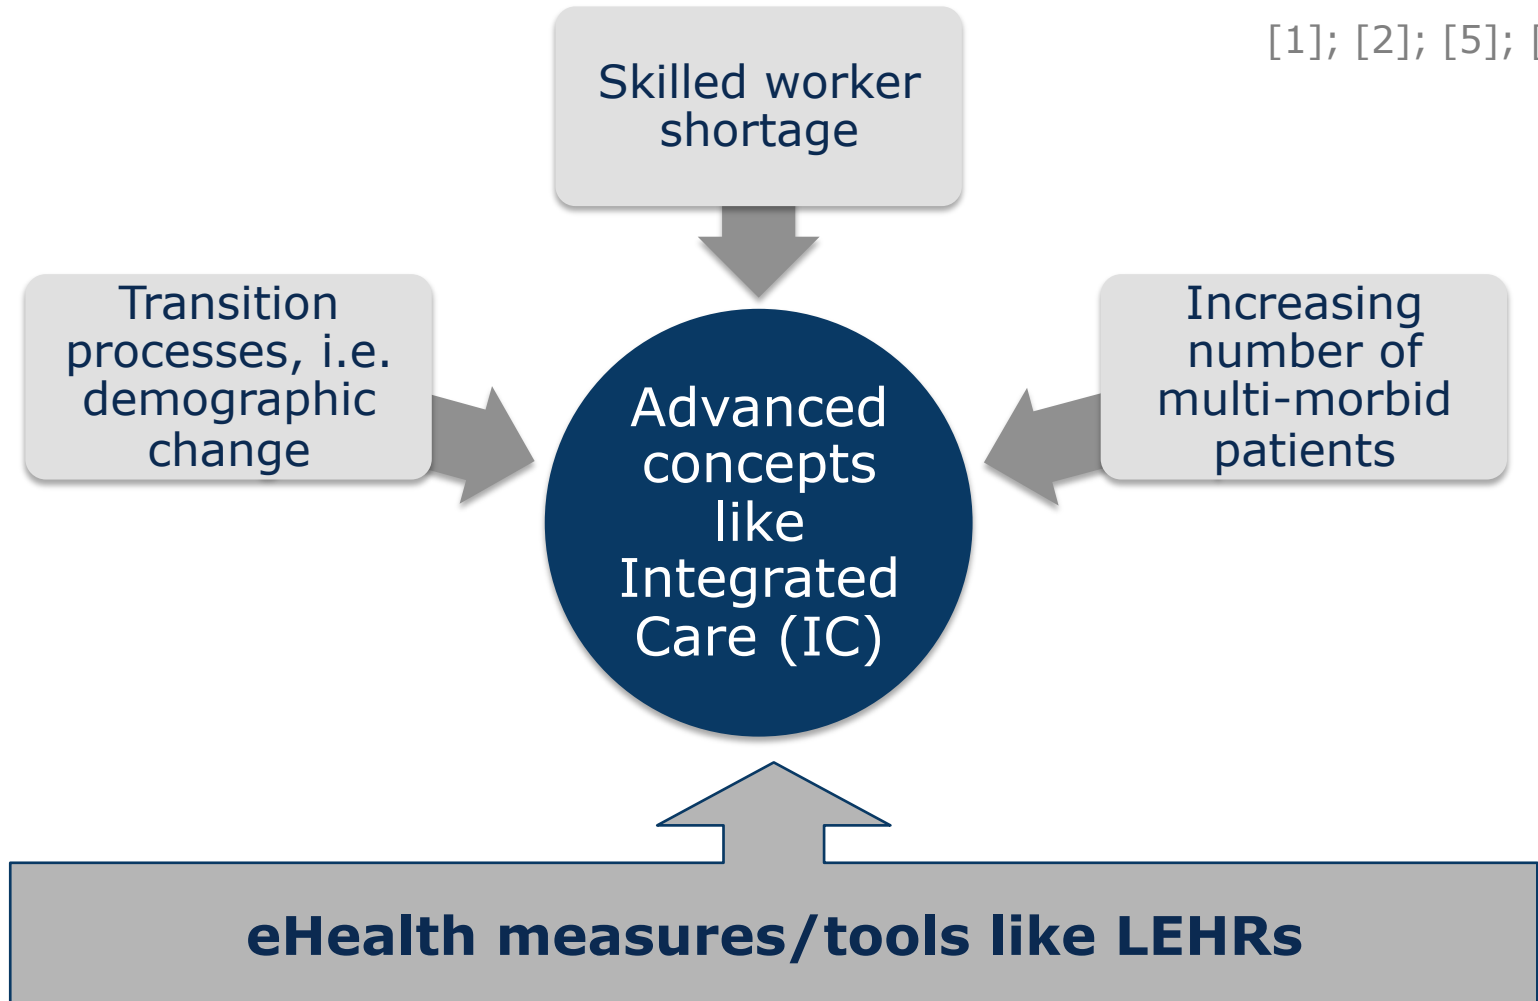 [1]; [2]; [5]; [
Skilled worker
shortage
Transition
processes, i.e.
demographic
change
Increasing
number of
multi-morbid
patients
Advanced
concepts
like
Integrated
Care (IC)
eHealth measures/tools like LEHRs